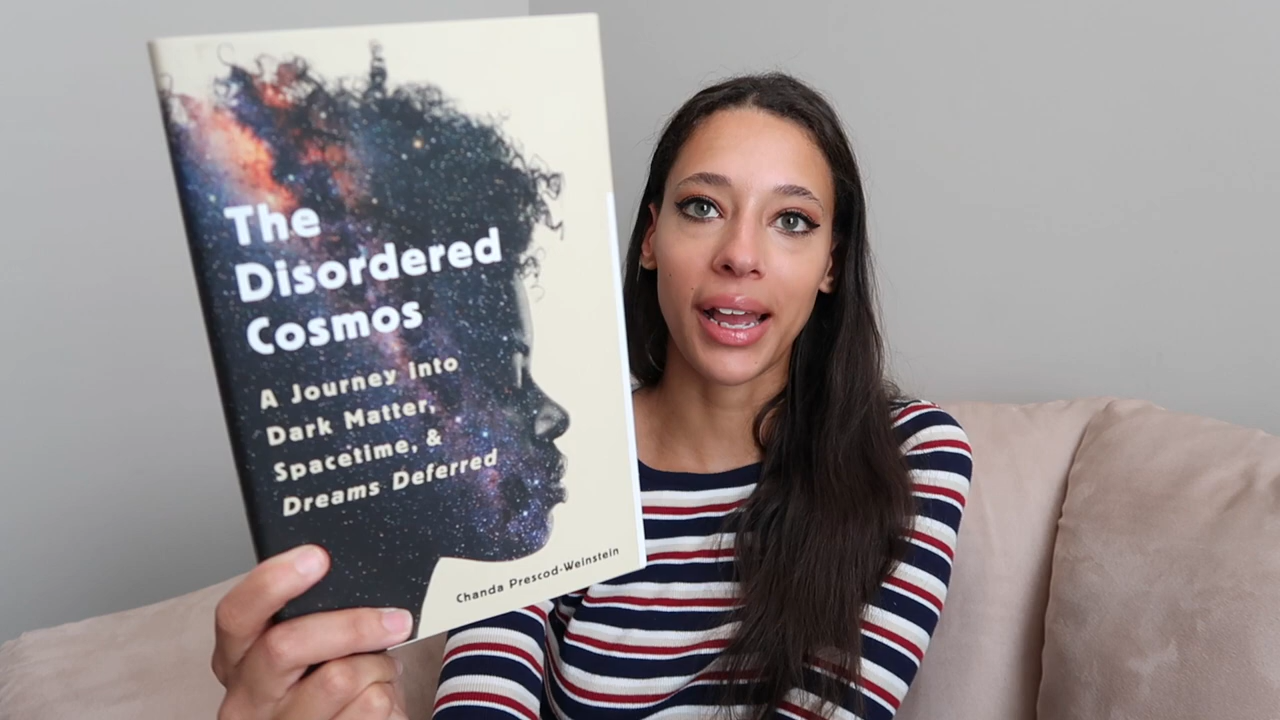 The
Disordered
Cosmos
A Journey into
Dark Matter,
Spacetime, &
Dreams Deferred
Chanda Prescod-Weinstein